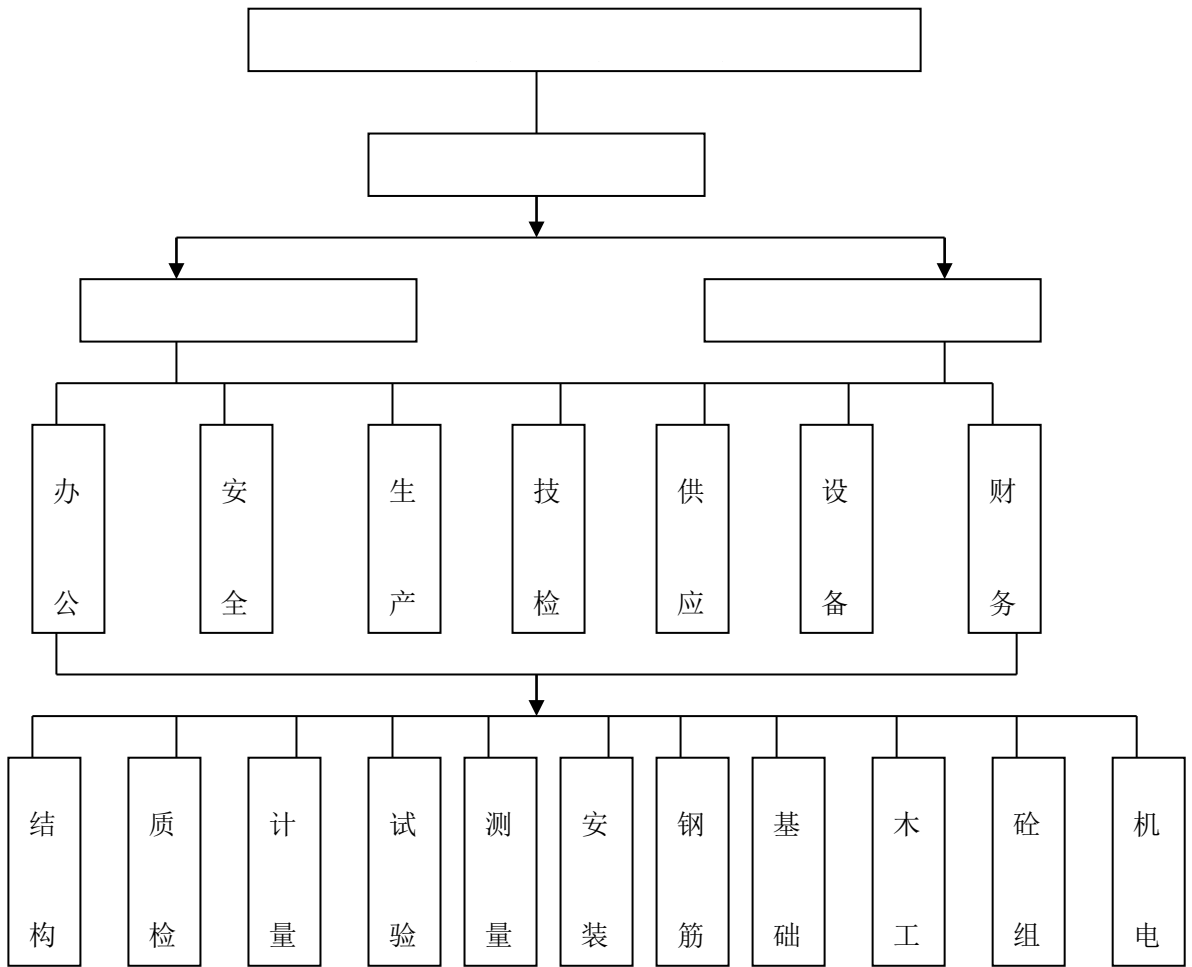 办公
安全
生产
技检
供应
设备
财务
结构
质检
计量
试验
测量
安装
钢筋
基础
木工
砼组
机电